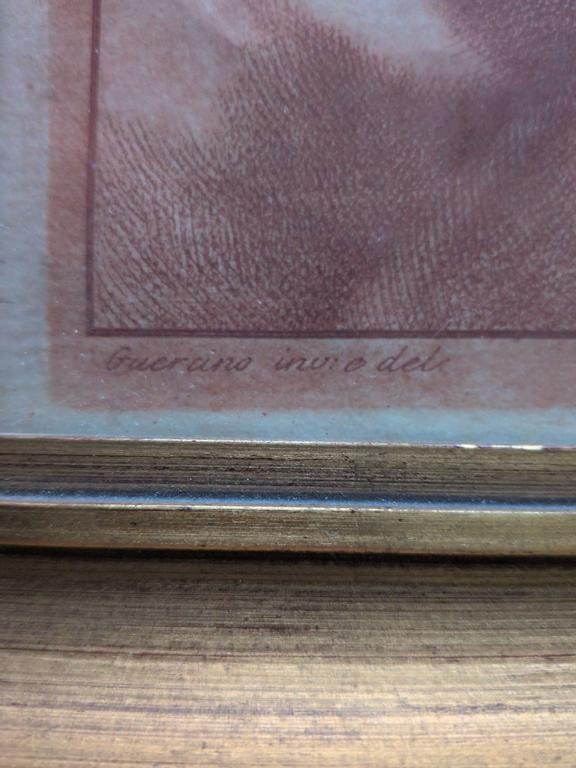 Guercino inv: e del.